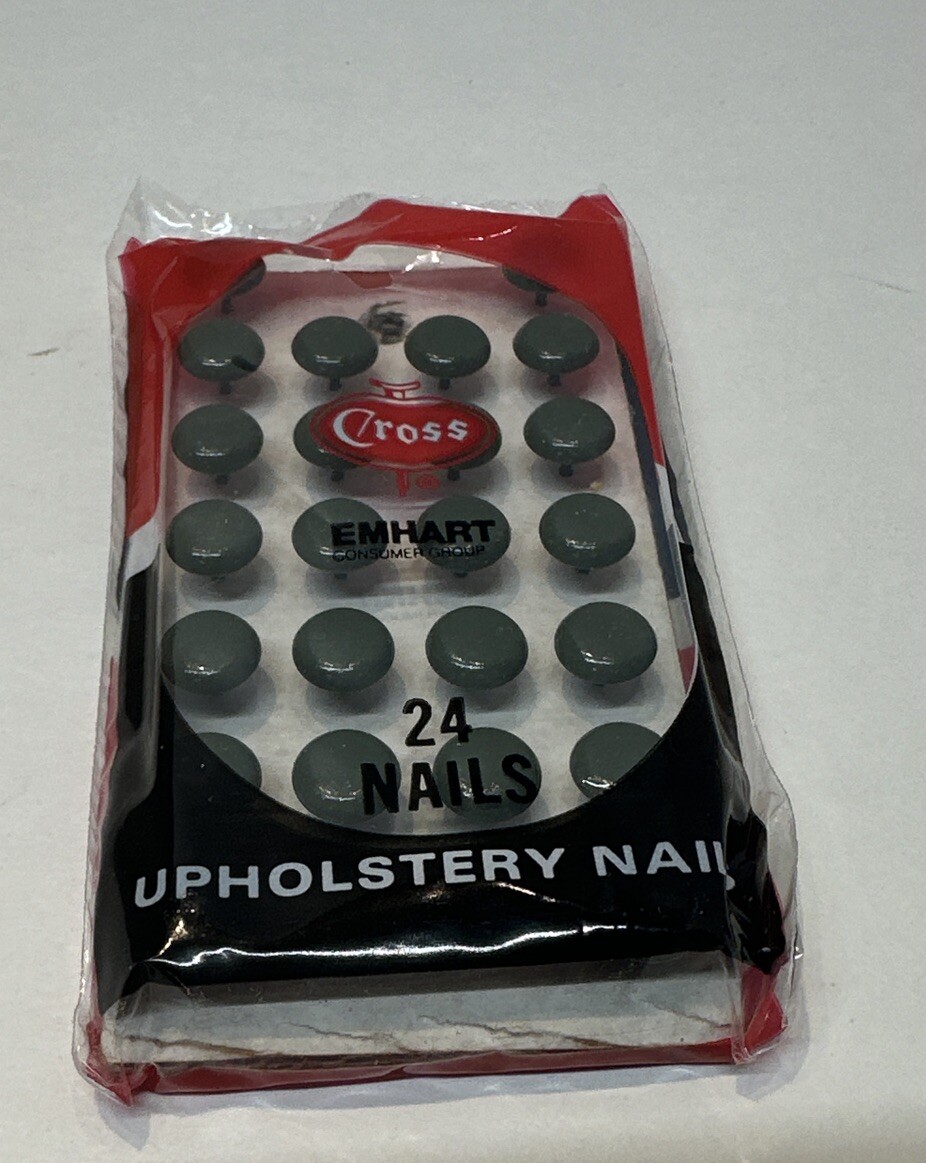 Cross
®
EMHART
CONSUMER GROUP
24
NAILS
UPHOLSTERY NAIL